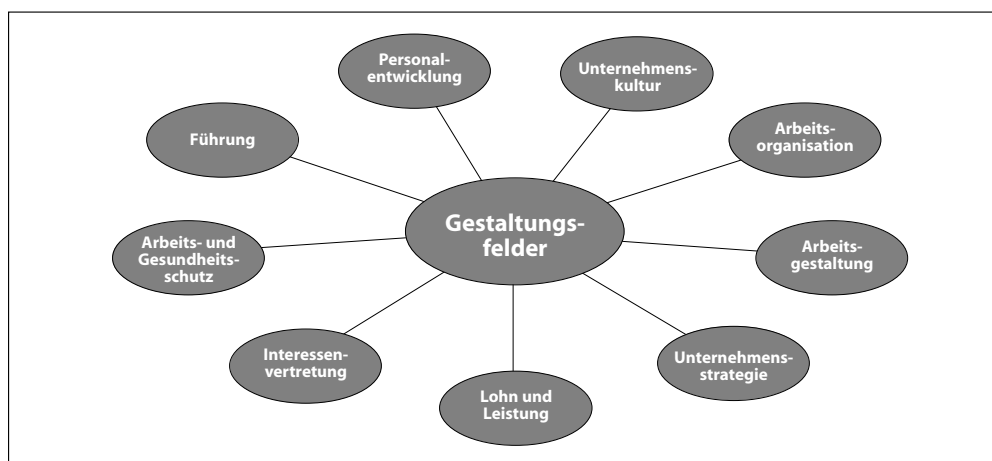 Personal-
entwicklung
Unternehmens-
kultur
Führung
Arbeits-
organisation
Gestaltungs-
felder
Arbeits- und
Gesundheits-
schutz
Arbeits-
gestaltung
Interessen-
vertretung
Unternehmens-
strategie
Lohn und
Leistung